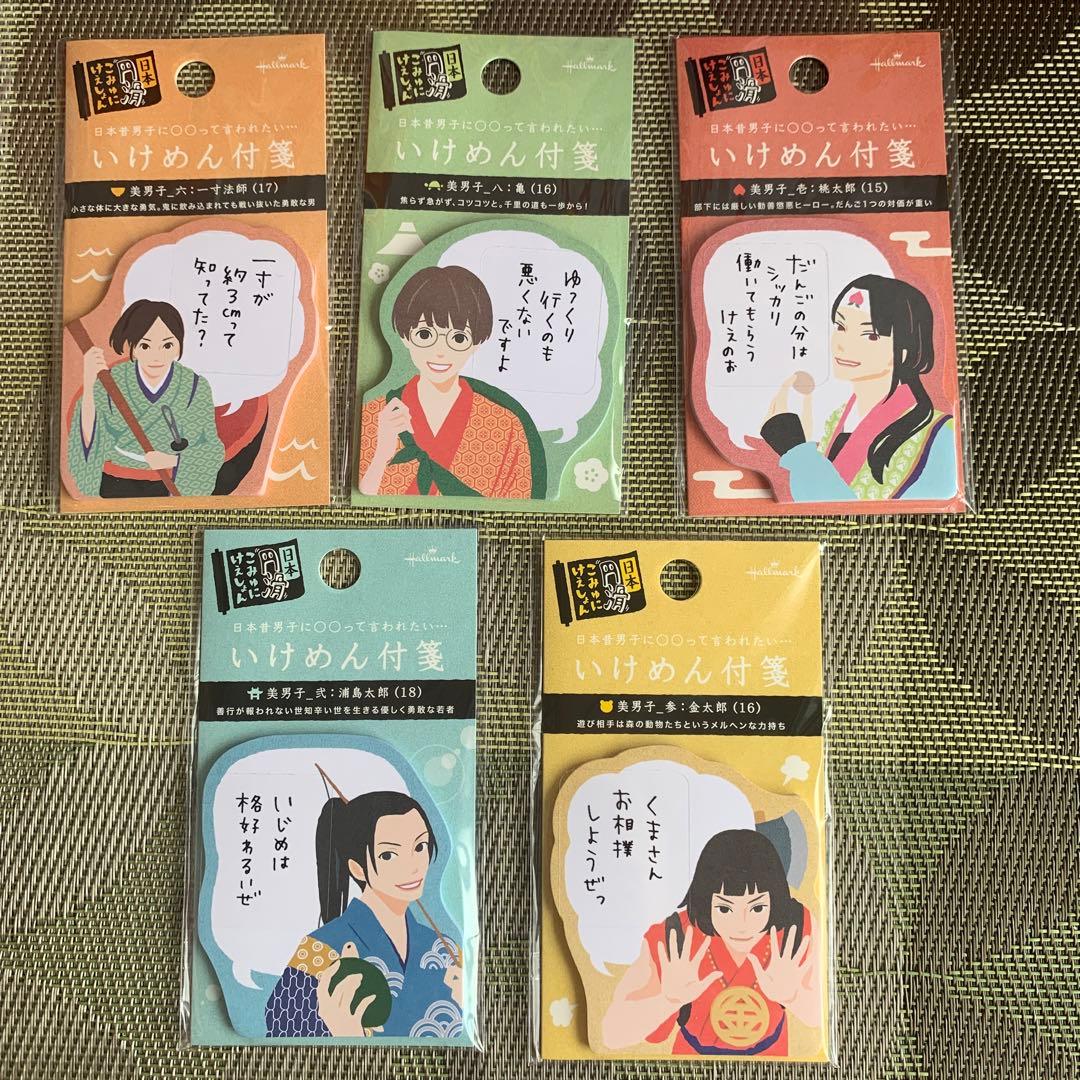 日本
円滑
こみゅに
けえしょん
Hallmark
日本昔男子に〇〇って言われたい…
いけめん付箋
美男子_六:一寸法師(17)
小さな体に大きな勇気。鬼に飲み込まれても戦い抜いた勇敢な男
一寸が
約3cmって
知ってた?
日本
円滑
こみゅに
けえしょん
Hallmark
日本昔男子に〇〇って言われたい…
いけめん付箋
美男子_八:亀(16)
焦らず急がず、コツコツと。千里の道も一歩から!
ゆっくり
行くのも
悪くない
ですよ
日本
円滑
こみゅに
けえしょん
Hallmark
日本昔男子に〇〇って言われたい…
いけめん付箋
美男子_壱:桃太郎(15)
部下には厳しい勧善懲悪ヒーロー。だんご1つの対価が重い
だんごの分は
シッカリ
働いてもらう
けえのぉ
日本
円滑
こみゅに
けえしょん
Hallmark
日本昔男子に〇〇って言われたい…
いけめん付箋
美男子_弐:浦島太郎(18)
善行が報われない世知辛い世を生きる優しく勇敢な若者
いじめは
格好わるいぜ
日本
円滑
こみゅに
けえしょん
Hallmark
日本昔男子に〇〇って言われたい…
いけめん付箋
美男子_参:金太郎(16)
遊び相手は森の動物たちというメルヘンな力持ち
くまさん
お相撲
しようぜっ
金